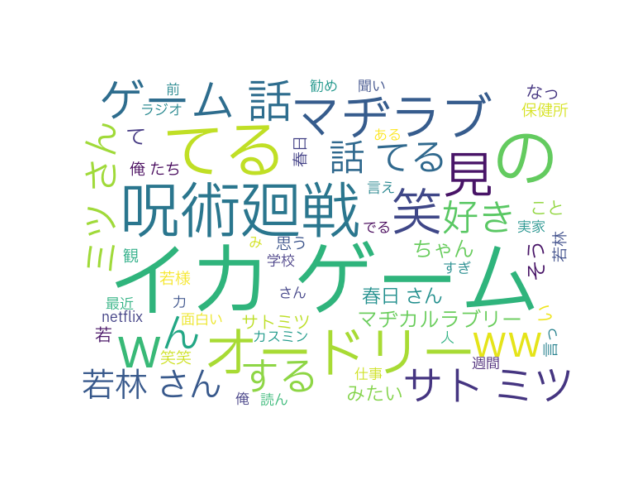 前
勧め
聞い
なっ
ゲーム 話
ラジオ
マヂラブ
保健所
て
てる
ある
の
ミツ さん
俺 たち
春日
話 てる
見
言え
呪術廻戦
笑
好き
こと
でる
実家
観
み
思う
ちゃん
そう
若林
イカ ゲーム
学校
すぎ
若様
さん
春日 さん
最近
カ
netflix
面白い
サトミツ
マヂカルラブリー
い
若
w
ん
オードリー
カスミン
人
ww
言っ
笑笑
する
週間
若林 さん
仕事
サト ミツ
俺
読ん
みたい